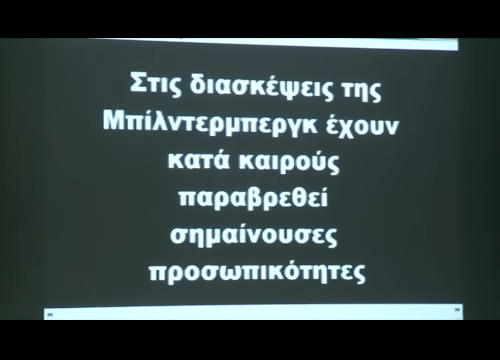 Στις διασκέψεις της
Μπίλντερμπεργκ έχουν
κατά καιρούς
παραβρεθεί
σημαίνουσες
προσωπικότητες